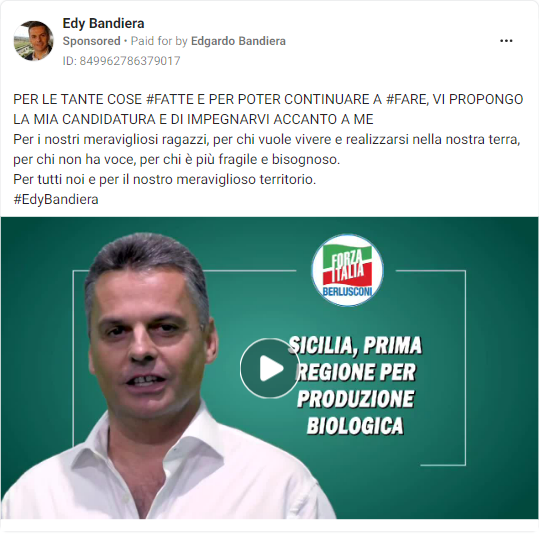 Edy Bandiera
Sponsored • Paid for by Edgardo Bandiera
ID: 849962786379017
PER LE TANTE COSE #FATTE E PER POTER CONTINUARE A #FARE, VI PROPONGO
LA MIA CANDIDATURA E DI IMPEGNARVI ACCANTO A ME
Per i nostri meravigliosi ragazzi, per chi vuole vivere e realizzarsi nella nostra terra,
per chi non ha voce, per chi è più fragile e bisognoso.
Per tutti noi e per il nostro meraviglioso territorio.
#EdyBandiera
FORZA
ITALIA
BERLUSCONI
SICILIA, PRIMA
REGIONE PER
PRODUZIONE
BIOLOGICA